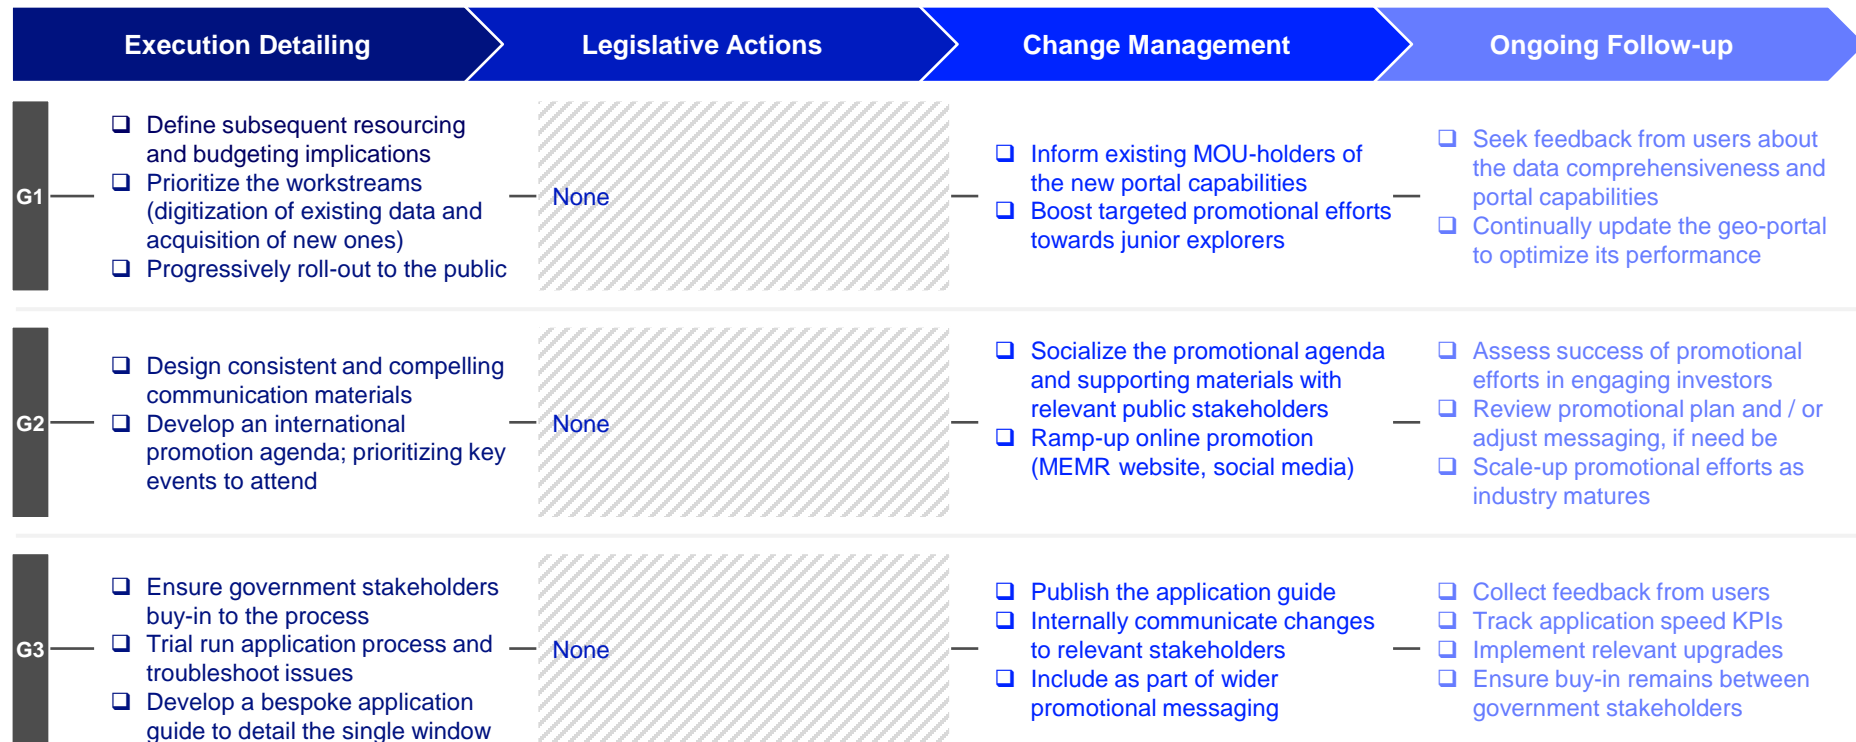 Execution Detailing
Legislative Actions
Change Management
Ongoing Follow-up
G1
❑ Define subsequent resourcing
and budgeting implications
❑ Prioritize the workstreams
(digitization of existing data and
acquisition of new ones)
❑ Progressively roll-out to the public
None
❑ Inform existing MOU-holders of
the new portal capabilities
❑ Boost targeted promotional efforts
towards junior explorers
❑ Seek feedback from users about
the data comprehensiveness and
portal capabilities
❑ Continually update the geo-portal
to optimize its performance
G2
❑ Design consistent and compelling
communication materials
❑ Develop an international
promotion agenda; prioritizing key
events to attend
None
❑ Socialize the promotional agenda
and supporting materials with
relevant public stakeholders
❑ Ramp-up online promotion
(MEMR website, social media)
❑ Assess success of promotional
efforts in engaging investors
❑ Review promotional plan and / or
adjust messaging, if need be
❑ Scale-up promotional efforts as
industry matures
G3
❑ Ensure government stakeholders
buy-in to the process
❑ Trial run application process and
troubleshoot issues
❑ Develop a bespoke application
guide to detail the single window
None
❑ Publish the application guide
❑ Internally communicate changes
to relevant stakeholders
❑ Include as part of wider
promotional messaging
❑ Collect feedback from users
❑ Track application speed KPIs
❑ Implement relevant upgrades
❑ Ensure buy-in remains between
government stakeholders